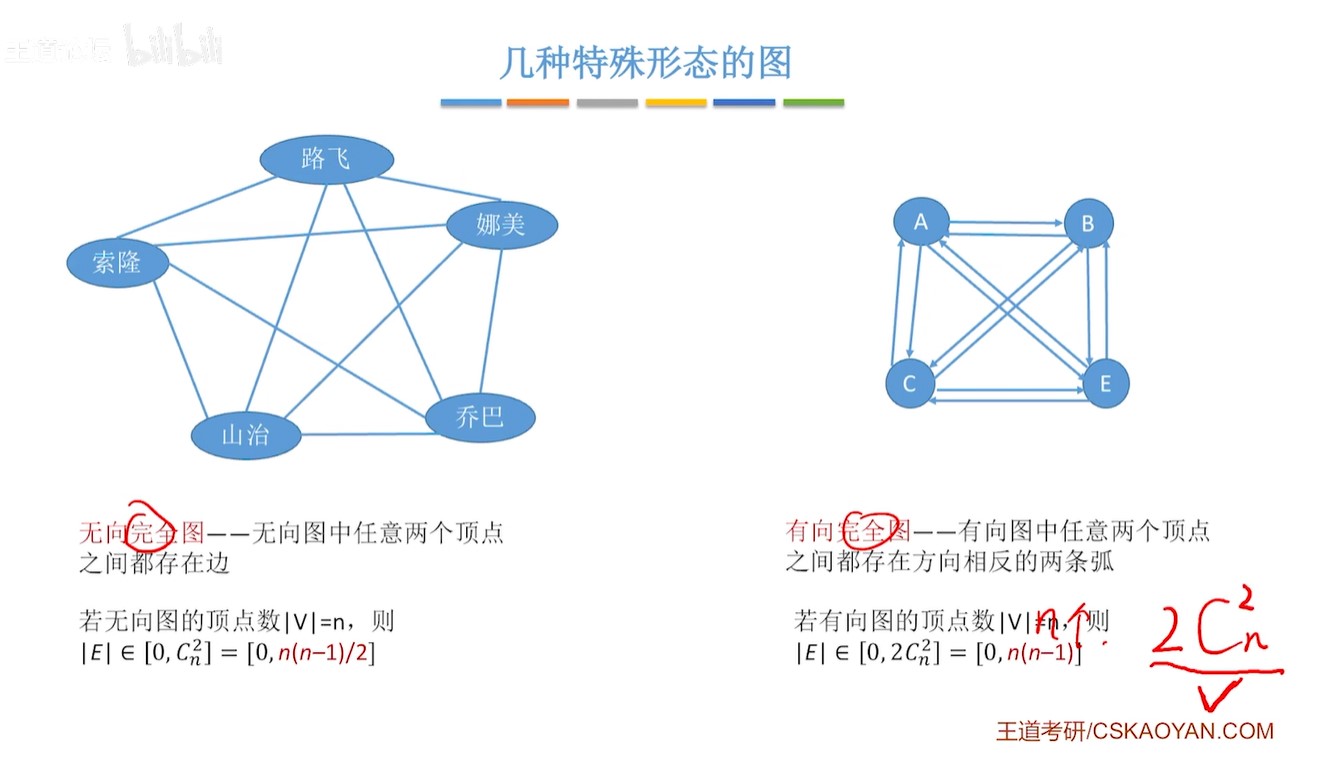 王道论坛 bilibili
几种特殊形态的图
路飞
娜美
索隆
山治
乔巴
A
B
C
E
无向完全图——无向图中任意两个顶点
之间都存在边
若无向图的顶点数|V|=n，则
|E| ∈ [0, C_n^2] = [0, n(n–1)/2]
有向完全图——有向图中任意两个顶点
之间都存在方向相反的两条弧
若有向图的顶点数|V|=n，则
|E| ∈ [0, 2C_n^2] = [0, n(n–1)]
n个
2C_n^2
王道考研/CSKAOYAN.COM